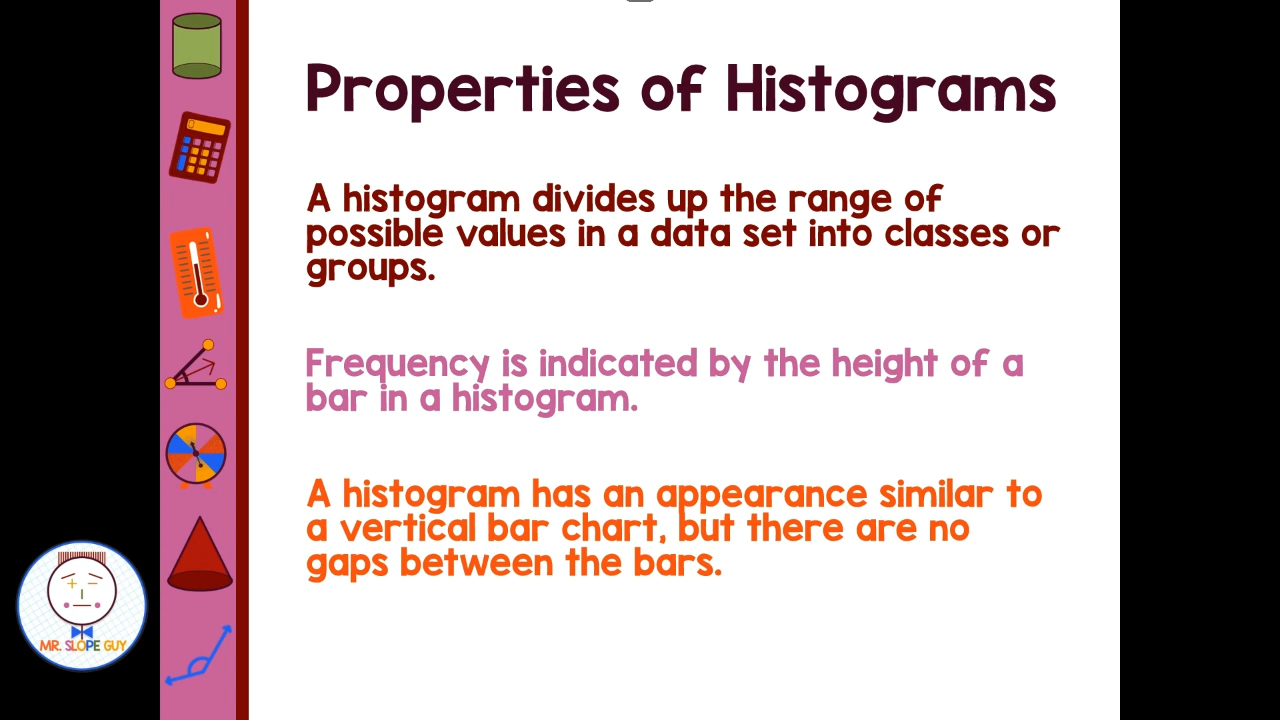 Properties of Histograms
A histogram divides up the range of
possible values in a data set into classes or
groups.
Frequency is indicated by the height of a
bar in a histogram.
A histogram has an appearance similar to
a vertical bar chart, but there are no
gaps between the bars.
MR. SLOPE GUY